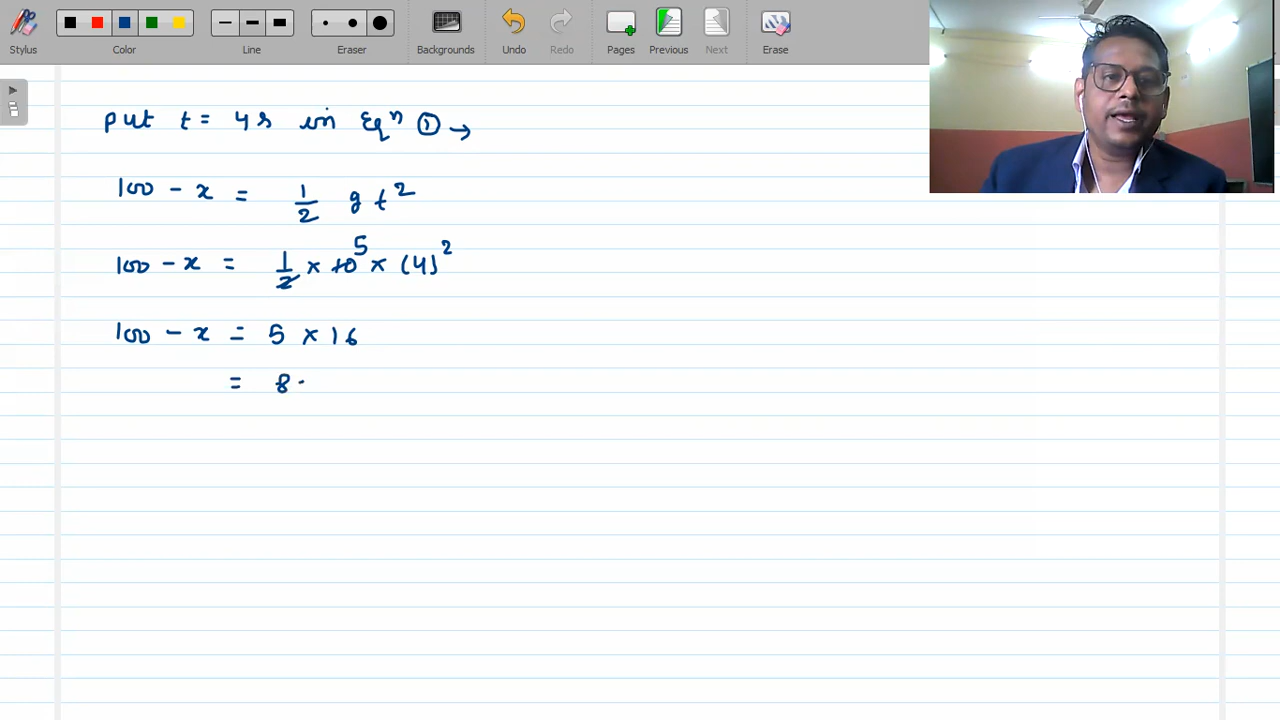 Stylus Color Line Eraser Backgrounds Undo Redo Pages Previous Next Erase
put t = 4s in Eqⁿ ① →
100 - x = 1/2 g t²
100 - x = 1/2 × 10 5 × (4)²
100 - x = 5 × 16
= 8